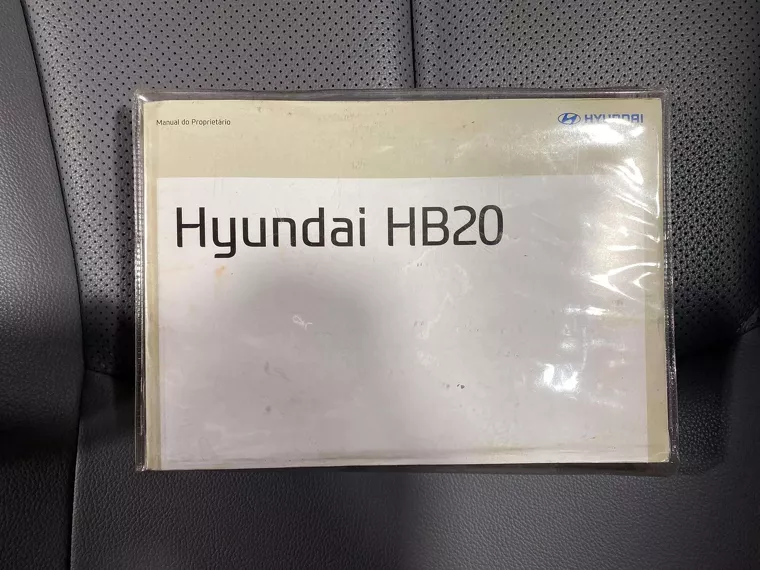 Manual do Proprietário
HYUNDAI
Hyundai HB20